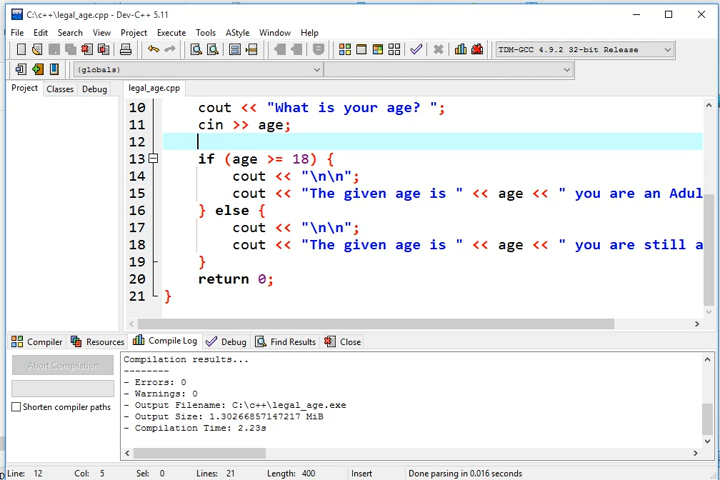 C:\c++\legal_age.cpp - Dev-C++ 5.11
File Edit Search View Project Execute Tools AStyle Window Help
TDM-GCC 4.9.2 32-bit Release
(globals)
Project Classes Debug
legal_age.cpp
10 cout << "What is your age? ";
11 cin >> age;
12
13 if (age >= 18) {
14 cout << "\n\n";
15 cout << "The given age is " << age << " you are an Adul
16 } else {
17 cout << "\n\n";
18 cout << "The given age is " << age << " you are still a
19 }
20 return 0;
21 }
Compiler Resources Compile Log Debug Find Results Close
Abort Compilation
Shorten compiler paths
Compilation results...
--------
- Errors: 0
- Warnings: 0
- Output Filename: C:\c++\legal_age.exe
- Output Size: 1.30266857147217 MiB
- Compilation Time: 2.23s
Line: 12 Col: 5 Sel: 0 Lines: 21 Length: 400 Insert Done parsing in 0.016 seconds